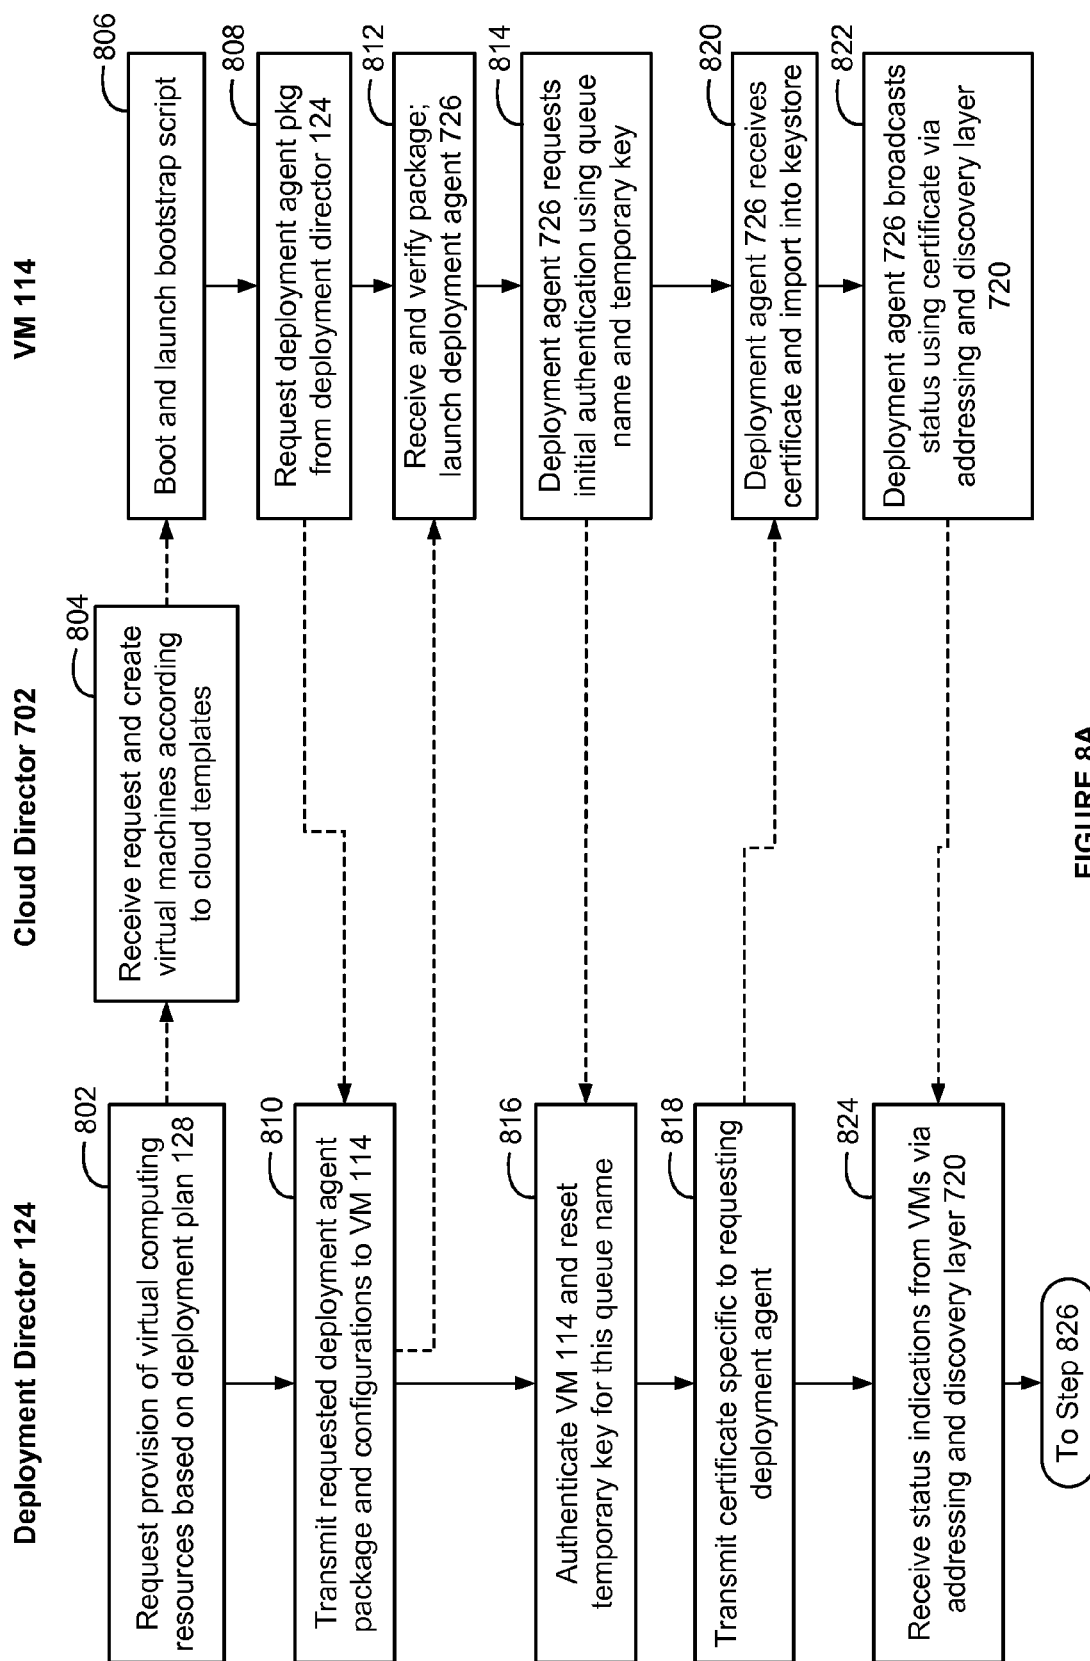 Deployment Director 124
Cloud Director 702
VM 114
802
Request provision of virtual computing
resources based on deployment plan 128
804
Receive request and create
virtual machines according
to cloud templates
806
Boot and launch bootstrap script
808
Request deployment agent pkg
from deployment director 124
810
Transmit requested deployment agent
package and configurations to VM 114
812
Receive and verify package;
launch deployment agent 726
814
Deployment agent 726 requests
initial authentication using queue
name and temporary key
816
Authenticate VM 114 and reset
temporary key for this queue name
818
Transmit certificate specific to requesting
deployment agent
820
Deployment agent 726 receives
certificate and import into keystore
822
Deployment agent 726 broadcasts
status using certificate via
addressing and discovery layer
720
824
Receive status indications from VMs via
addressing and discovery layer 720
To Step 826
FIGURE 8A